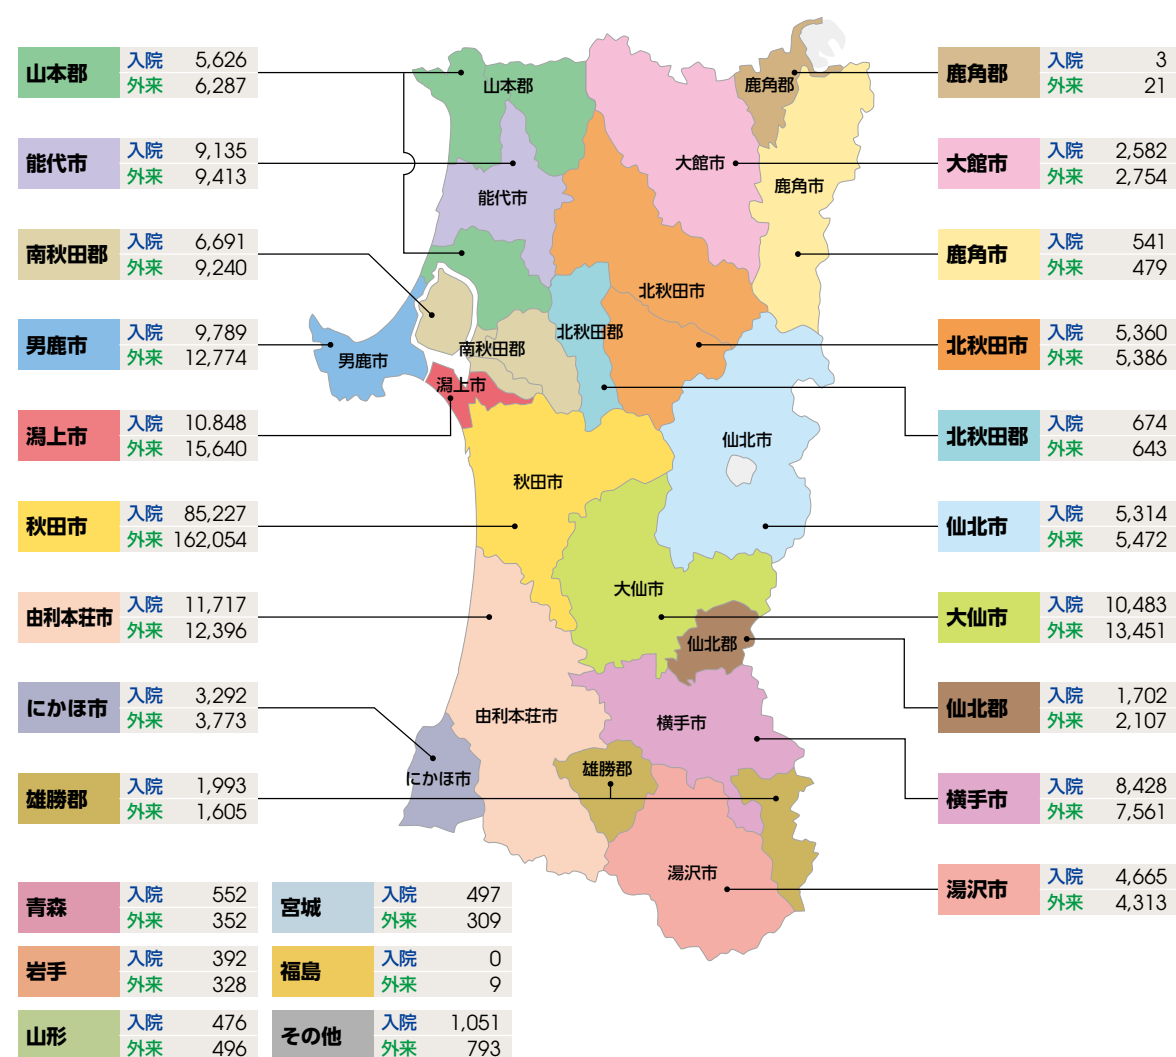 山本郡 入院 5,626
外来 6,287
能代市 入院 9,135
外来 9,413
南秋田郡 入院 6,691
外来 9,240
男鹿市 入院 9,789
外来 12,774
潟上市 入院 10.848
外来 15,640
秋田市 入院 85,227
外来 162,054
由利本荘市 入院 11,717
外来 12,396
にかほ市 入院 3,292
外来 3,773
雄勝郡 入院 1,993
外来 1,605
山本郡
鹿角郡
大館市
鹿角市
能代市
北秋田市
北秋田郡
南秋田郡
男鹿市
潟上市
仙北市
秋田市
大仙市
仙北郡
由利本荘市
横手市
雄勝郡
にかほ市
湯沢市
鹿角郡 入院 3
外来 21
大館市 入院 2,582
外来 2,754
鹿角市 入院 541
外来 479
北秋田市 入院 5,360
外来 5,386
北秋田郡 入院 674
外来 643
仙北市 入院 5,314
外来 5,472
大仙市 入院 10,483
外来 13,451
仙北郡 入院 1,702
外来 2,107
横手市 入院 8,428
外来 7,561
湯沢市 入院 4,665
外来 4,313
青森 入院 552
外来 352
岩手 入院 392
外来 328
山形 入院 476
外来 496
宮城 入院 497
外来 309
福島 入院 0
外来 9
その他 入院 1,051
外来 793